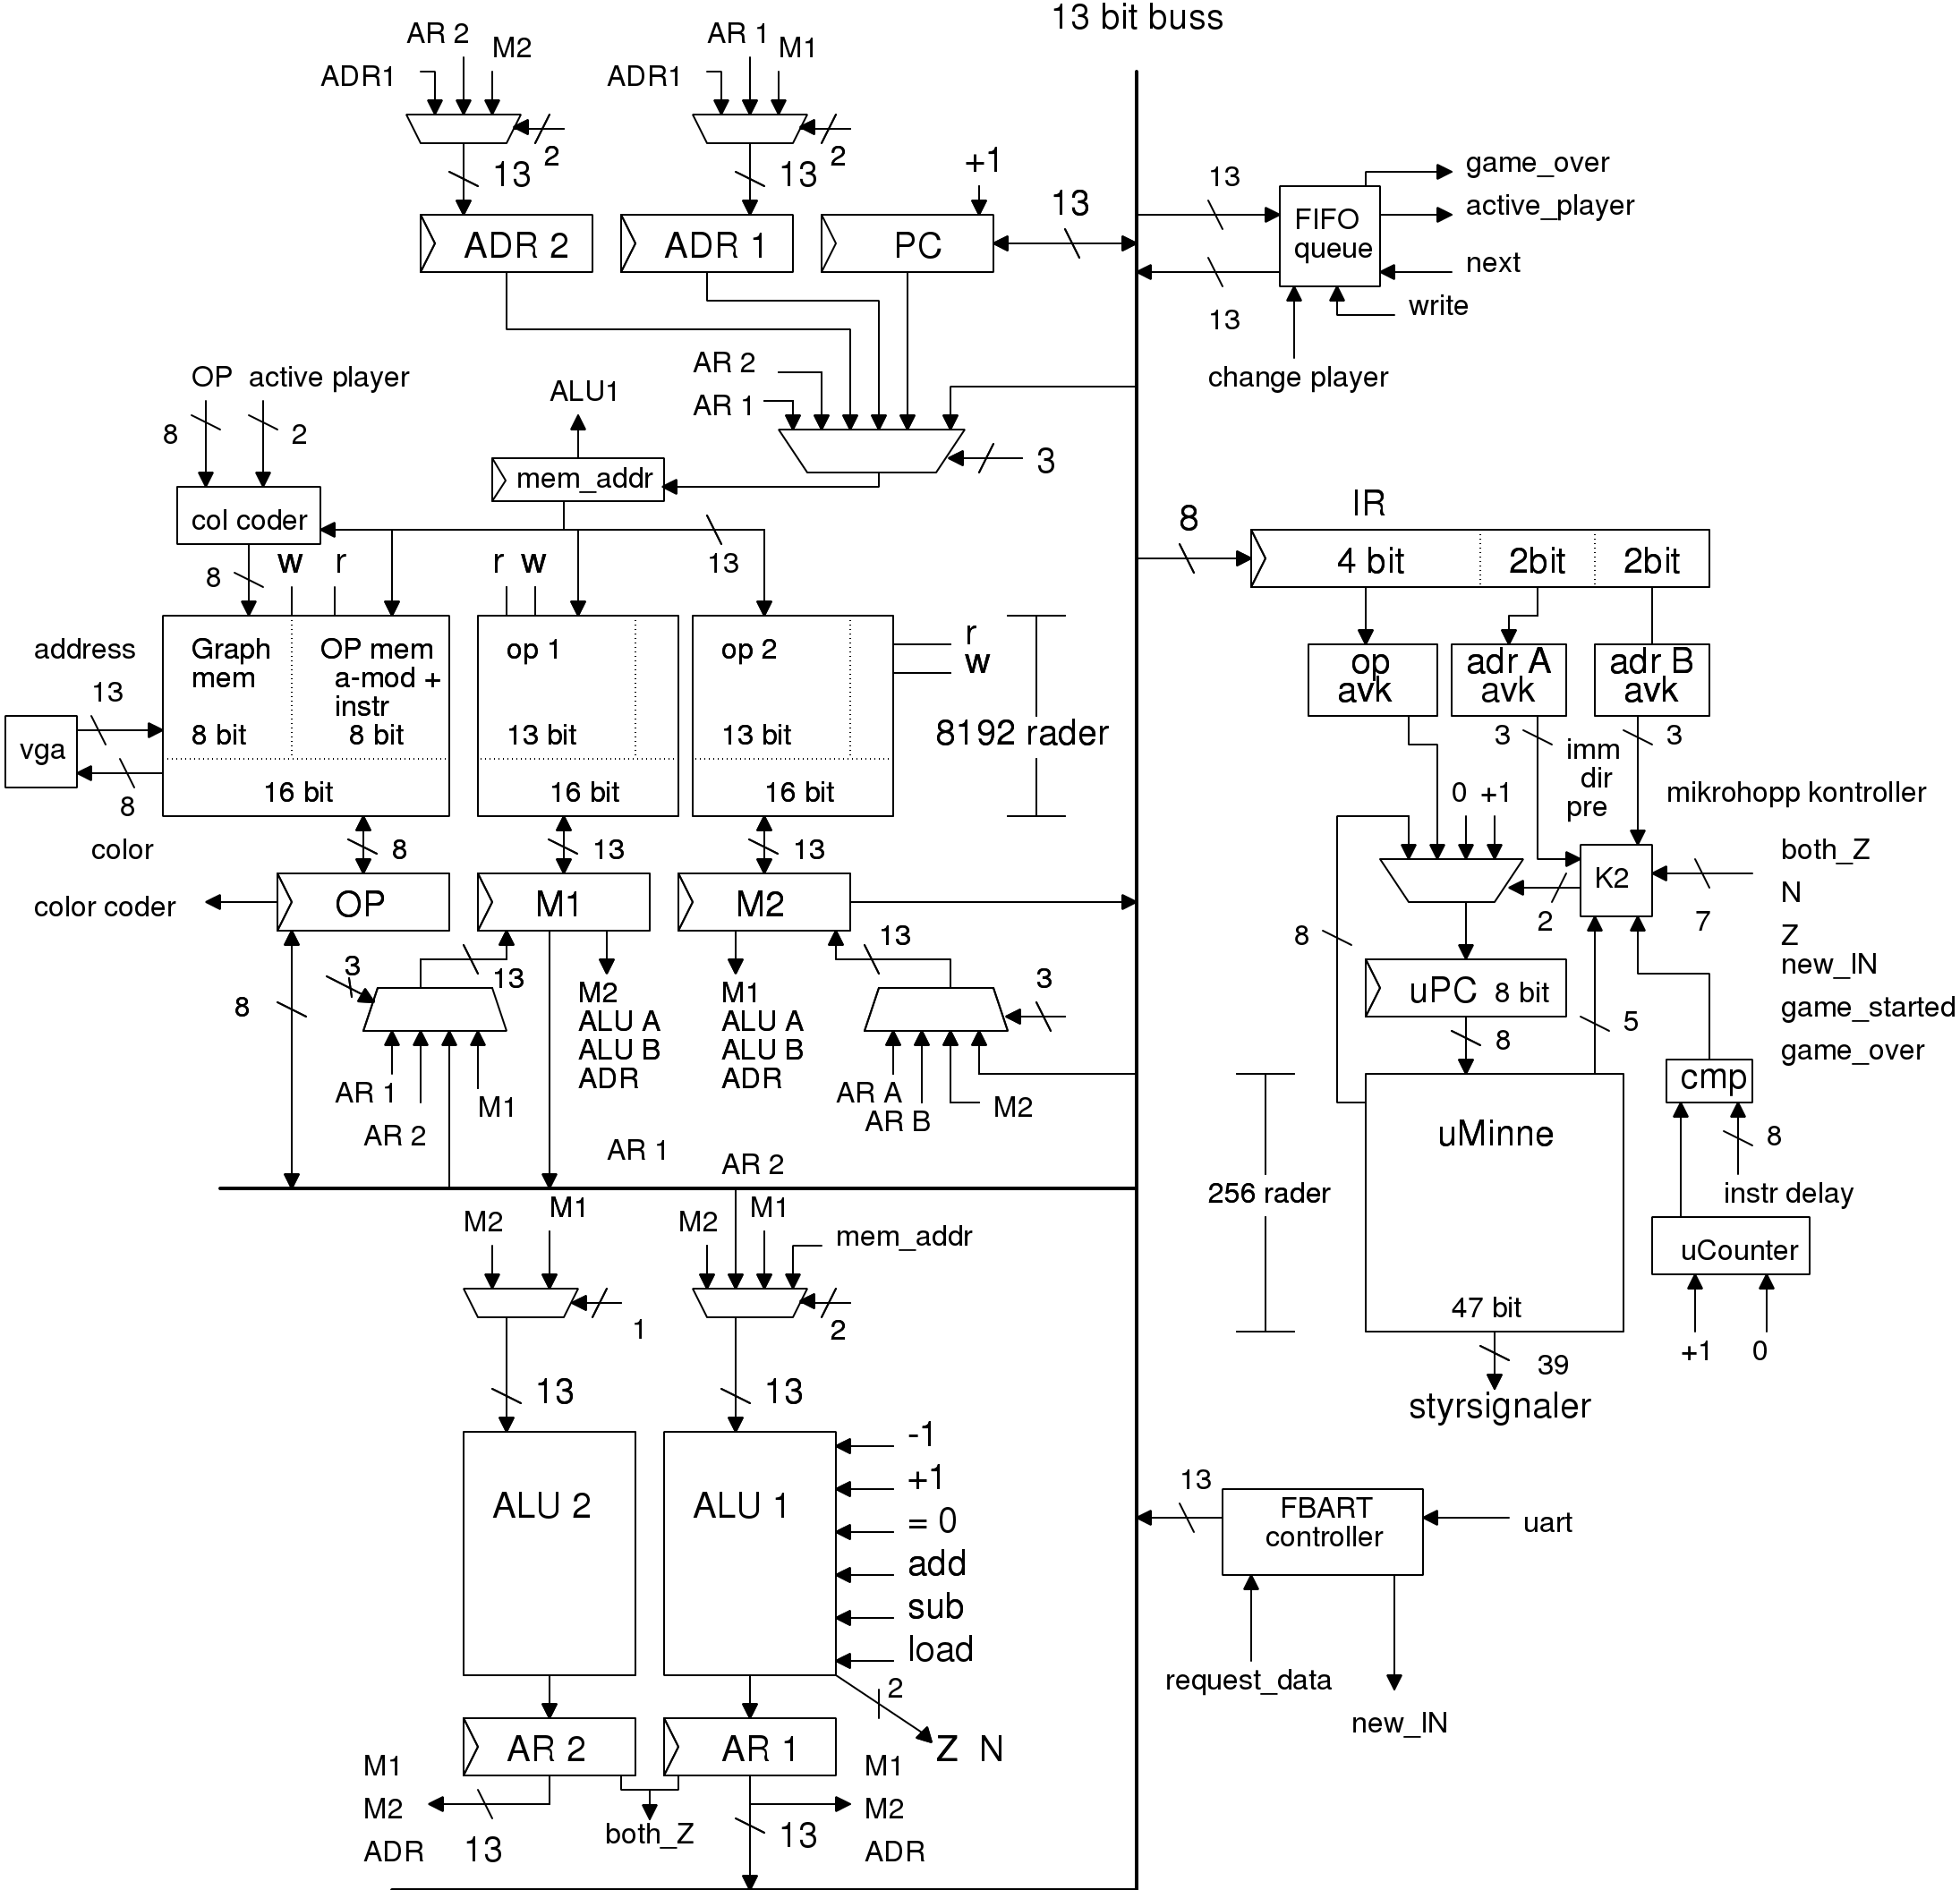 13 bit buss
AR 2
M2
ADR1
2
13
AR 1
M1
ADR1
2
13
+1
13
ADR 2
ADR 1
PC
13
13
FIFO
queue
game_over
active_player
next
write
change player
OP
active player
8
2
ALU1
AR 2
AR 1
3
mem_addr
col coder
13
8
w
r
r
w
address
13
vga
8
color
Graph
mem
8 bit
OP mem
a-mod +
instr
8 bit
16 bit
op 1
13 bit
16 bit
op 2
13 bit
16 bit
r
w
8192 rader
8
13
13
color coder
OP
M1
M2
8
3
13
AR 1
AR 2
M1
M2
ALU A
ALU B
ADR
M1
ALU A
ALU B
ADR
13
3
AR A
AR B
M2
8
IR
4 bit
2bit
2bit
op
avk
adr A
avk
adr B
avk
3
imm
dir
pre
3
0
+1
mikrohopp kontroller
K2
both_Z
N
Z
new_IN
game_started
game_over
7
2
8
uPC
8 bit
8
5
uMinne
256 rader
47 bit
39
styrsignaler
cmp
8
instr delay
uCounter
+1
0
AR 1
AR 2
M2
M1
1
13
M2
M1
mem_addr
2
13
ALU 2
ALU 1
-1
+1
= 0
add
sub
load
2
Z N
AR 2
AR 1
M1
M2
ADR
13
both_Z
13
M1
M2
ADR
13
FBART
controller
uart
request_data
new_IN